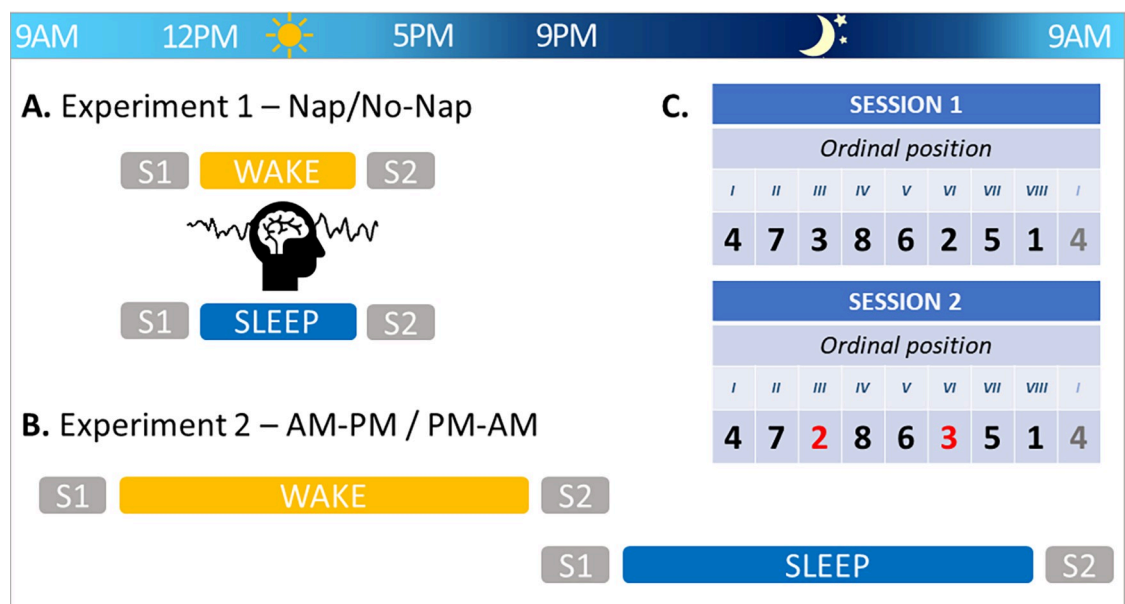 9AM 12PM 5PM 9PM 9AM
A. Experiment 1 – Nap/No-Nap
S1 WAKE S2
S1 SLEEP S2
B. Experiment 2 – AM-PM / PM-AM
S1 WAKE S2
S1 SLEEP S2
C.
SESSION 1
Ordinal position
I II III IV V VI VII VIII I
4 7 3 8 6 2 5 1 4
SESSION 2
Ordinal position
I II III IV V VI VII VIII I
4 7 2 8 6 3 5 1 4